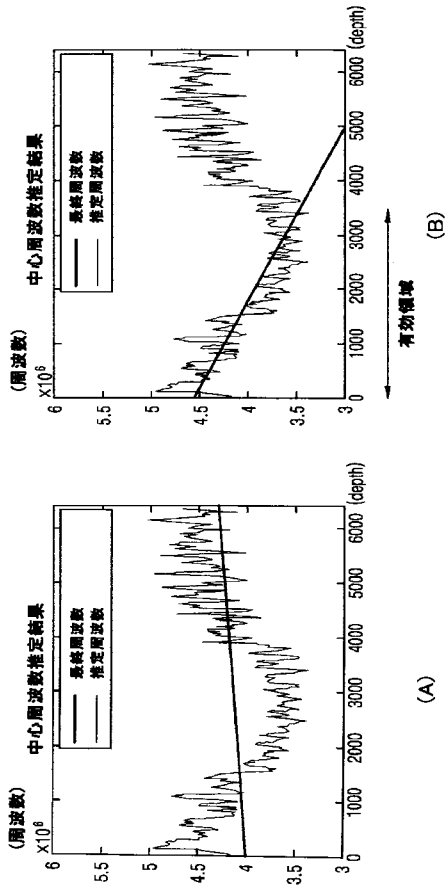 (周波数)
×10⁶
中心周波数推定結果
最終周波数
推定周波数
6
5.5
5
4.5
4
3.5
3
0
1000
2000
3000
4000
5000
6000
(depth)
(A)
(周波数)
×10⁶
中心周波数推定結果
最終周波数
推定周波数
6
5.5
5
4.5
4
3.5
3
0
1000
2000
3000
4000
5000
6000
(depth)
有効領域
(B)